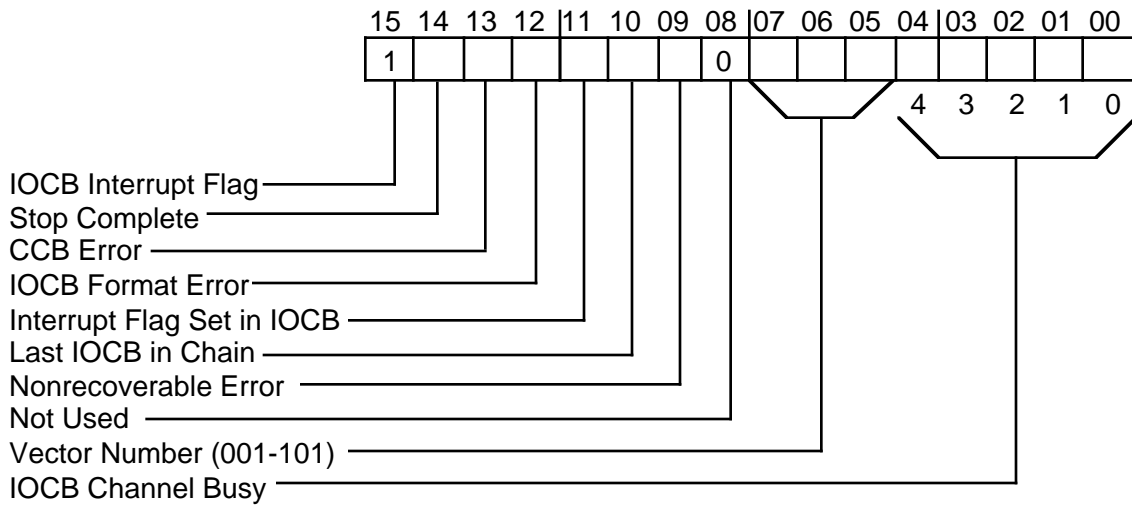 15 14 13 12 11 10 09 08 07 06 05 04 03 02 01 00
1 0
4 3 2 1 0
IOCB Interrupt Flag
Stop Complete
CCB Error
IOCB Format Error
Interrupt Flag Set in IOCB
Last IOCB in Chain
Nonrecoverable Error
Not Used
Vector Number (001-101)
IOCB Channel Busy